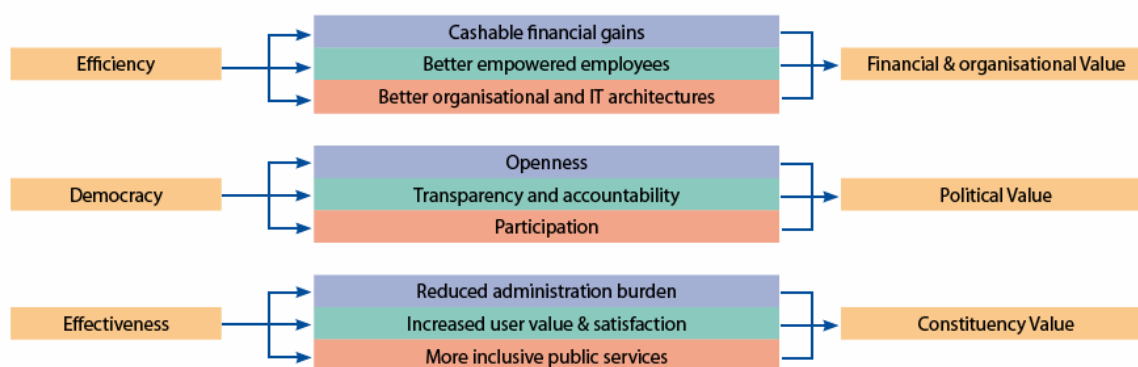 Efficiency
Cashable financial gains
Better empowered employees
Better organisational and IT architectures
Financial & organisational Value
Democracy
Openness
Transparency and accountability
Participation
Political Value
Effectiveness
Reduced administration burden
Increased user value & satisfaction
More inclusive public services
Constituency Value